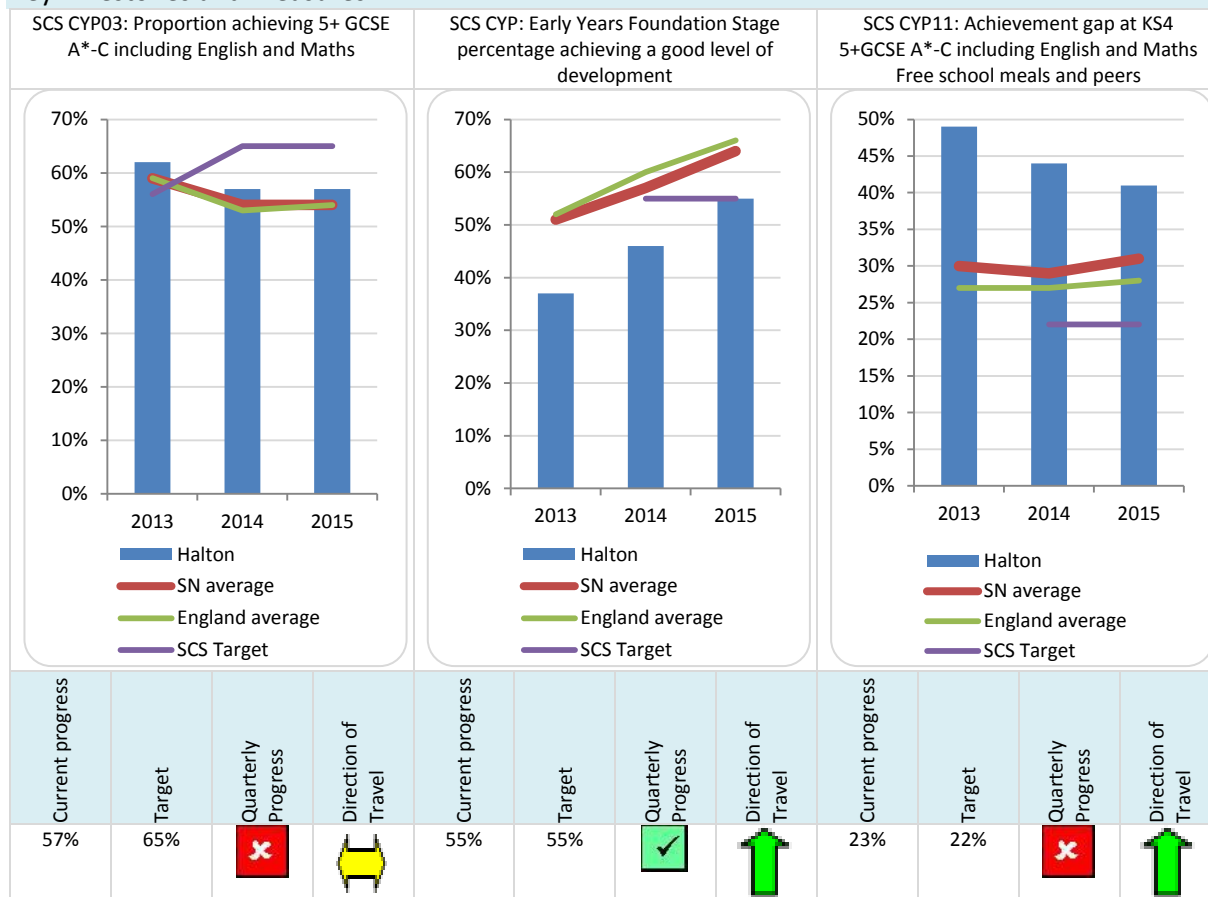 SCS CYP03: Proportion achieving 5+ GCSE
A*-C including English and Maths
SCS CYP: Early Years Foundation Stage
percentage achieving a good level of
development
SCS CYP11: Achievement gap at KS4
5+GCSE A*-C including English and Maths
Free school meals and peers
70%
60%
50%
40%
30%
20%
10%
0%
2013 2014 2015
Halton
SN average
England average
SCS Target
70%
60%
50%
40%
30%
20%
10%
0%
2013 2014 2015
Halton
SN average
England average
SCS Target
50%
45%
40%
35%
30%
25%
20%
15%
10%
5%
0%
2013 2014 2015
Halton
SN average
England average
SCS Target
Current progress
Target
Quarterly
Progress
Direction of
Travel
Current progress
Target
Quarterly
Progress
Direction of
Travel
Current progress
Target
Quarterly
Progress
Direction of
Travel
57% 65% 55% 55% 23% 22%